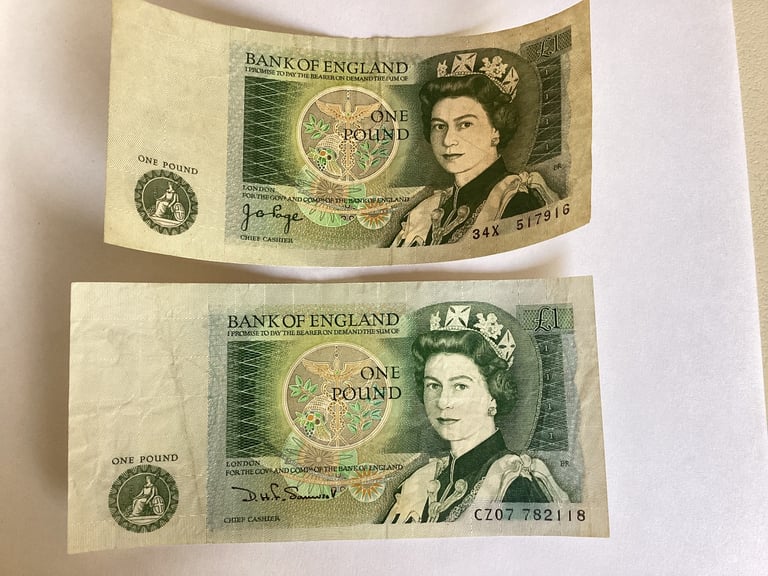 £1
BANK OF ENGLAND
I PROMISE TO PAY THE BEARER ON DEMAND THE SUM OF
ONE
POUND
ONE POUND
LONDON
FOR THE GOVR AND COMPA OF THE BANK OF ENGLAND
CHIEF CASHIER
34X 517916
£1
BANK OF ENGLAND
I PROMISE TO PAY THE BEARER ON DEMAND THE SUM OF
ONE
POUND
ONE POUND
LONDON
FOR THE GOVR AND COMPA OF THE BANK OF ENGLAND
CHIEF CASHIER
CZ07 782118